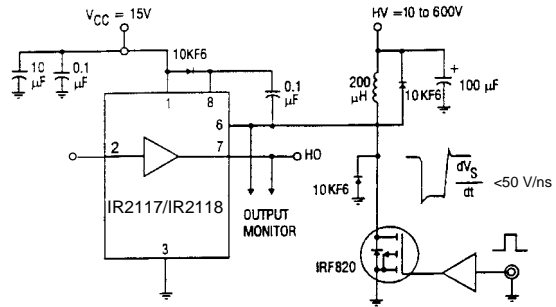 V_CC = 15V
HV = 10 to 600V
10KF6
10 μF
0.1 μF
0.1 μF
200 μH
10KF6
100 μF
+
1
8
6
2
7
HO
10KF6
dV_S
dt
<50 V/ns
IR2117/IR2118
OUTPUT
MONITOR
3
IRF820